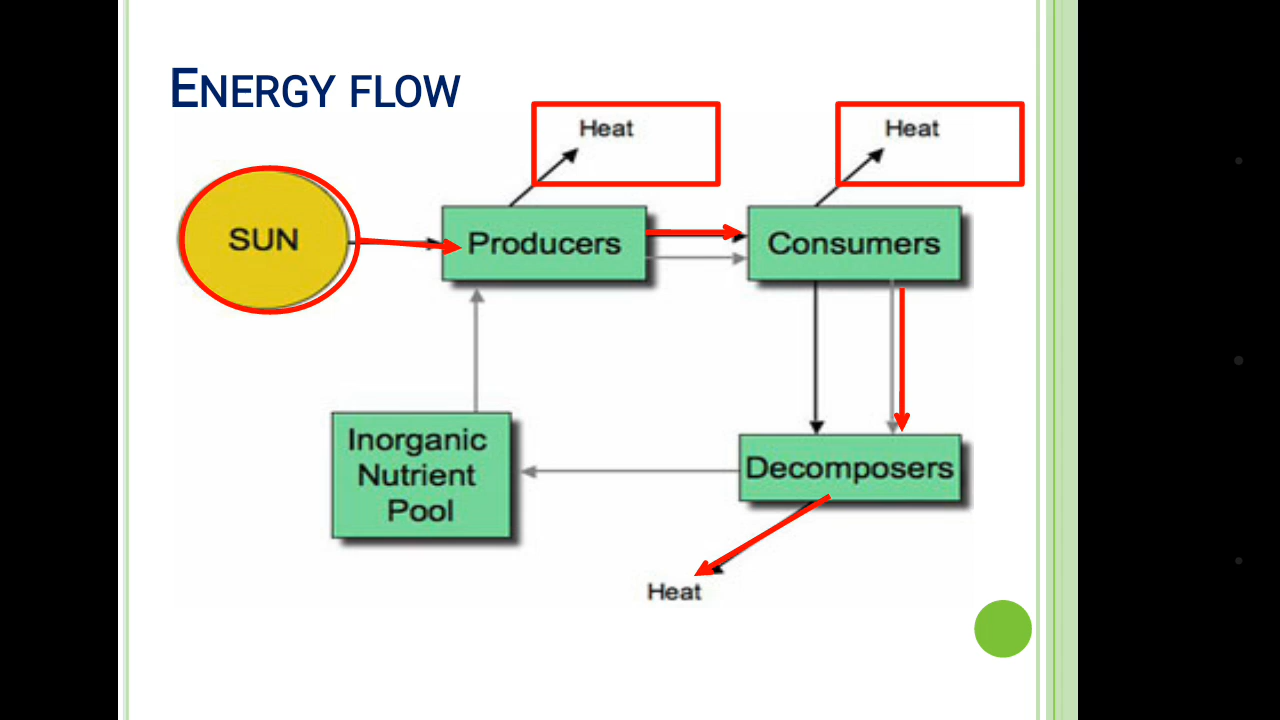 ENERGY FLOW
Heat
Heat
SUN
Producers
Consumers
Inorganic
Nutrient
Pool
Decomposers
Heat